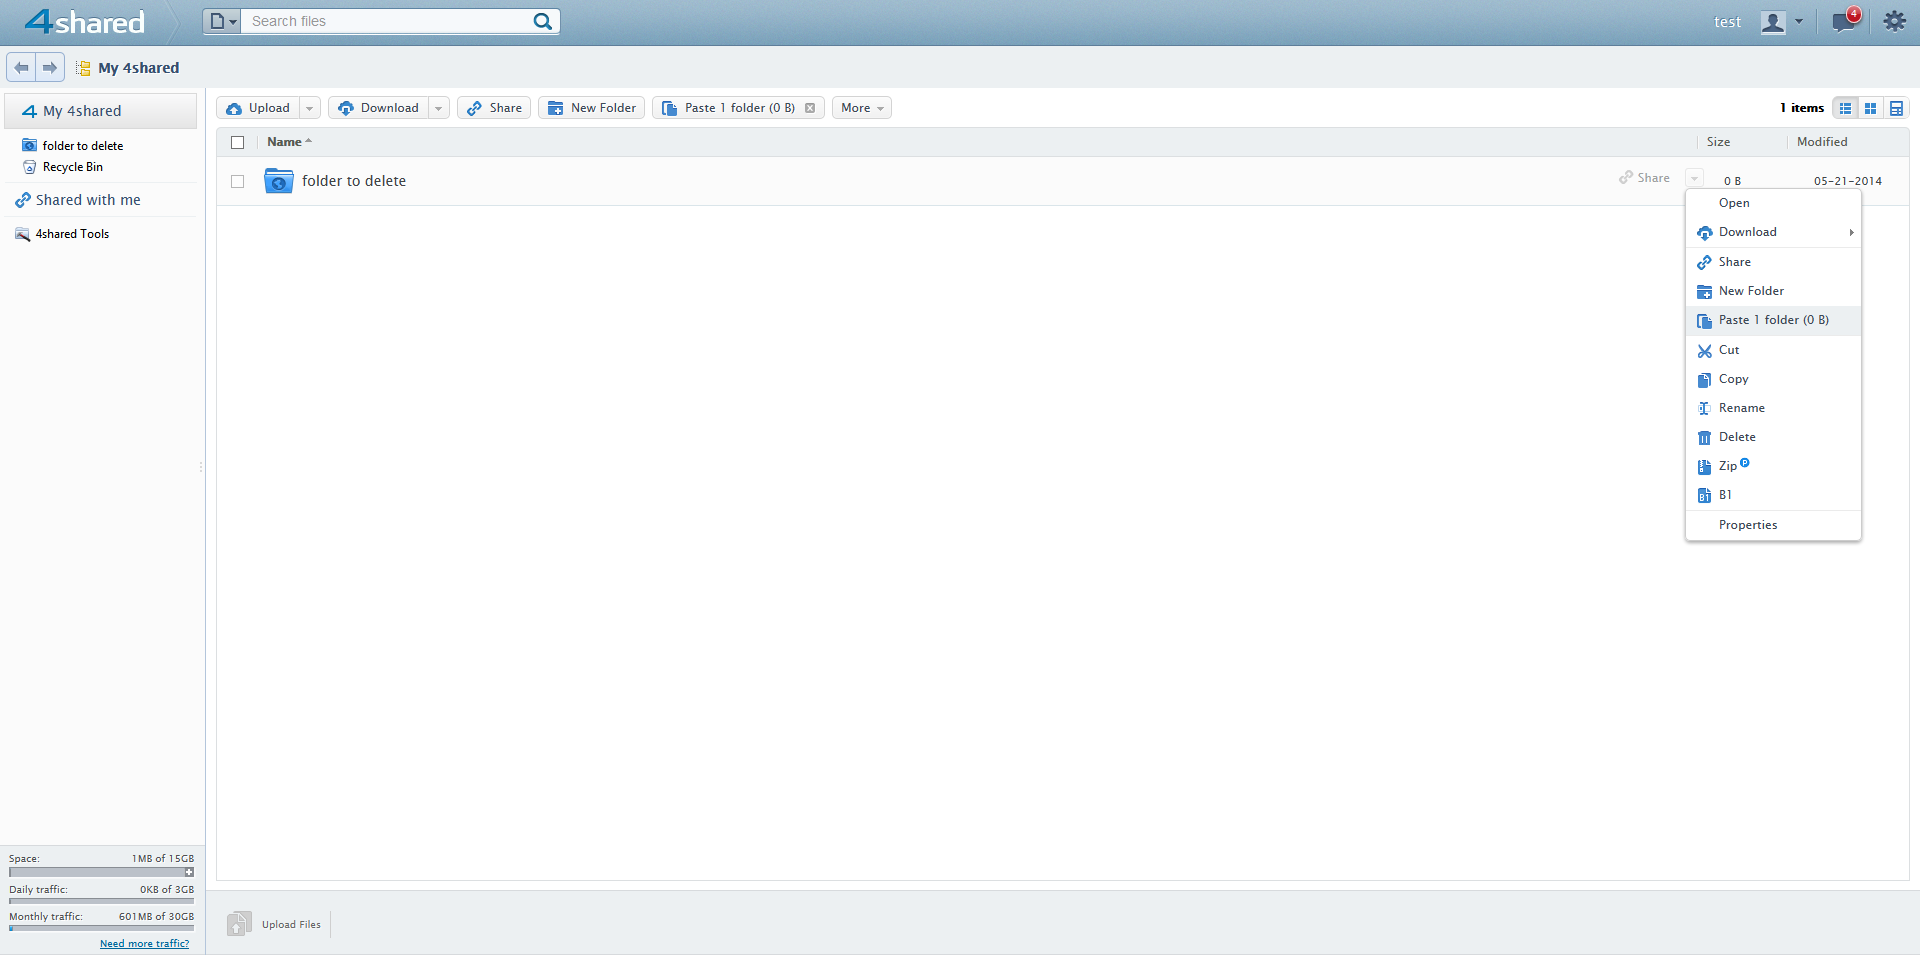 4shared
Search files
test
4
My 4shared
4 My 4shared
folder to delete
Recycle Bin
Shared with me
4shared Tools
Upload
Download
Share
New Folder
Paste 1 folder (0 B)
More
1 items
Name
Size
Modified
folder to delete
Share
0 B
05-21-2014
Open
Download
Share
New Folder
Paste 1 folder (0 B)
Cut
Copy
Rename
Delete
Zip P
B1 B1
Properties
Space: 1MB of 15GB
Daily traffic: 0KB of 3GB
Monthly traffic: 601MB of 30GB
Need more traffic?
Upload Files